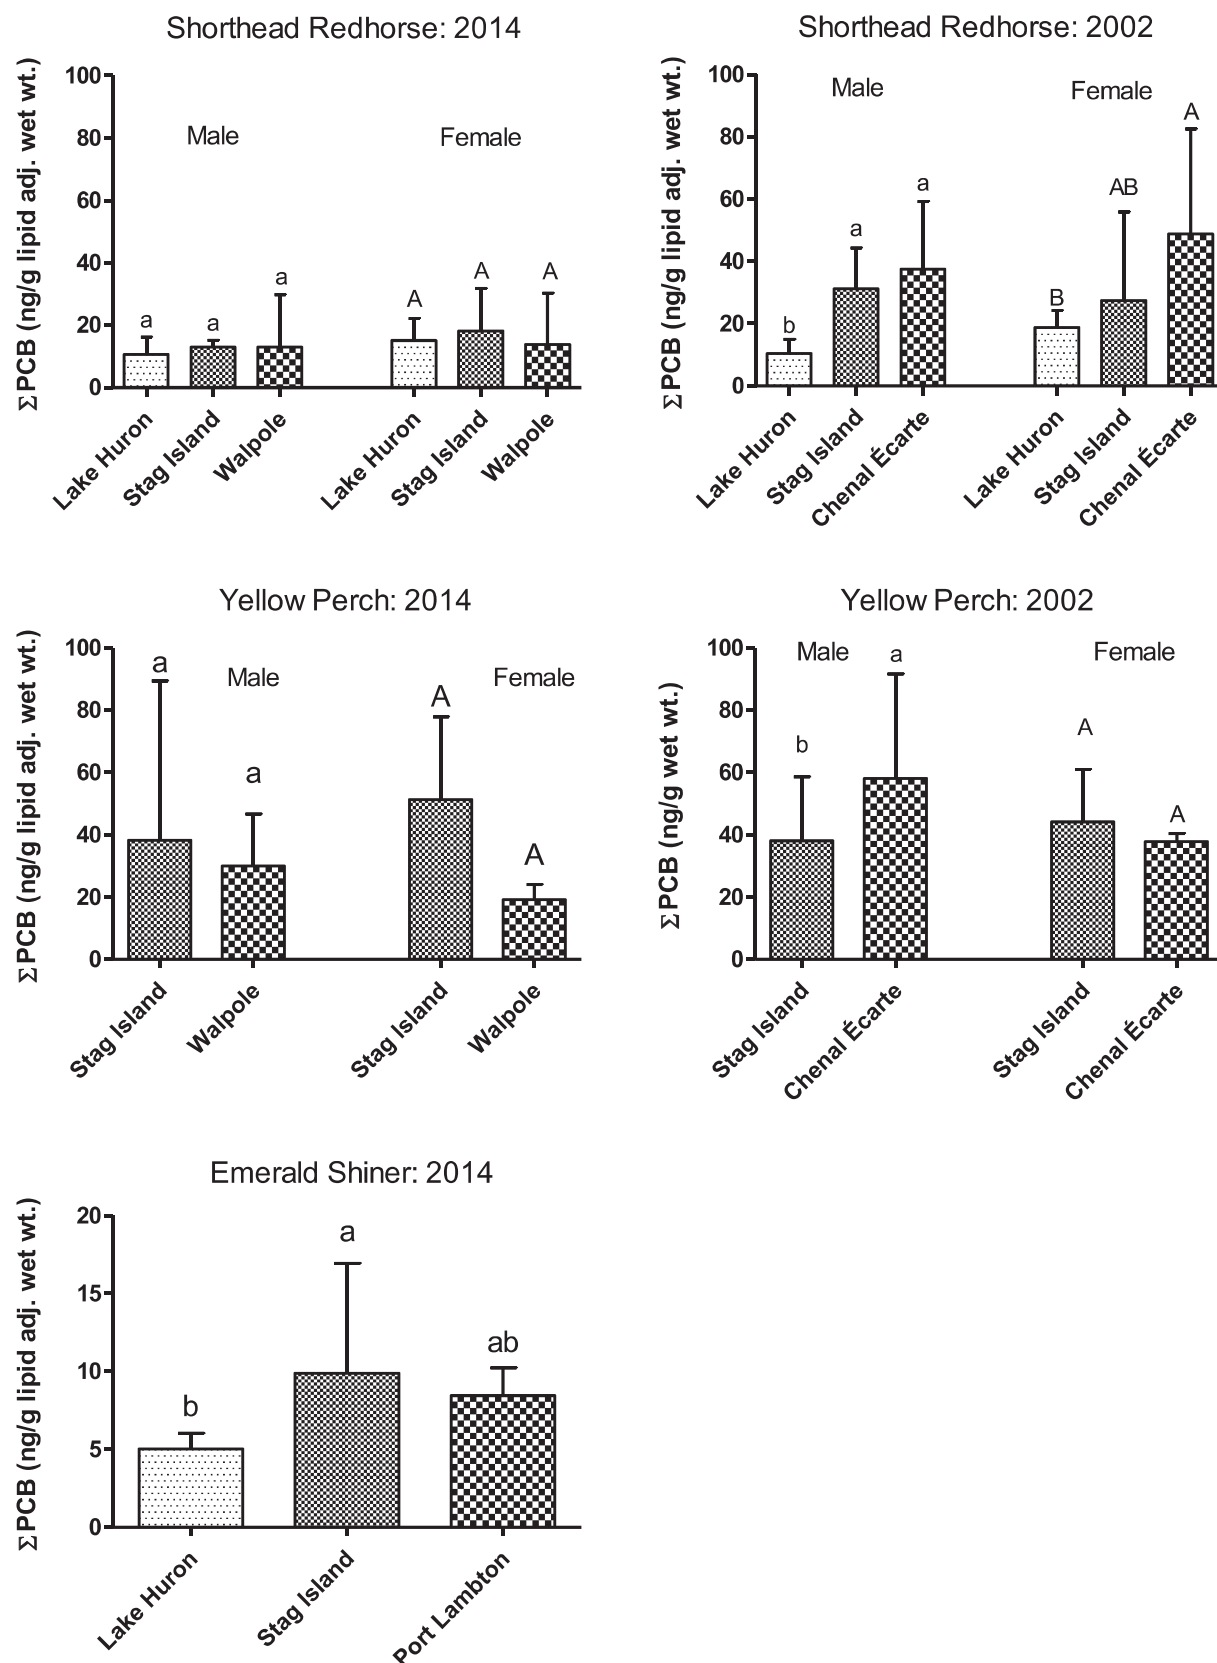 Shorthead Redhorse: 2014
ΣPCB (ng/g lipid adj. wet wt.)
100
80
60
40
20
0
Male
Female
a
a
a
A
A
A
Lake Huron
Stag Island
Walpole
Lake Huron
Stag Island
Walpole
Shorthead Redhorse: 2002
ΣPCB (ng/g lipid adj. wet wt.)
100
80
60
40
20
0
Male
Female
b
a
a
B
AB
A
Lake Huron
Stag Island
Chenal Écarte
Lake Huron
Stag Island
Chenal Écarte
Yellow Perch: 2014
ΣPCB (ng/g lipid adj. wet wt.)
100
80
60
40
20
0
Male
Female
a
a
A
A
Stag Island
Walpole
Stag Island
Walpole
Yellow Perch: 2002
ΣPCB (ng/g wet wt.)
100
80
60
40
20
0
Male
Female
b
a
A
A
Stag Island
Chenal Écarte
Stag Island
Chenal Écarte
Emerald Shiner: 2014
ΣPCB (ng/g lipid adj. wet wt.)
20
15
10
5
0
b
a
ab
Lake Huron
Stag Island
Port Lambton